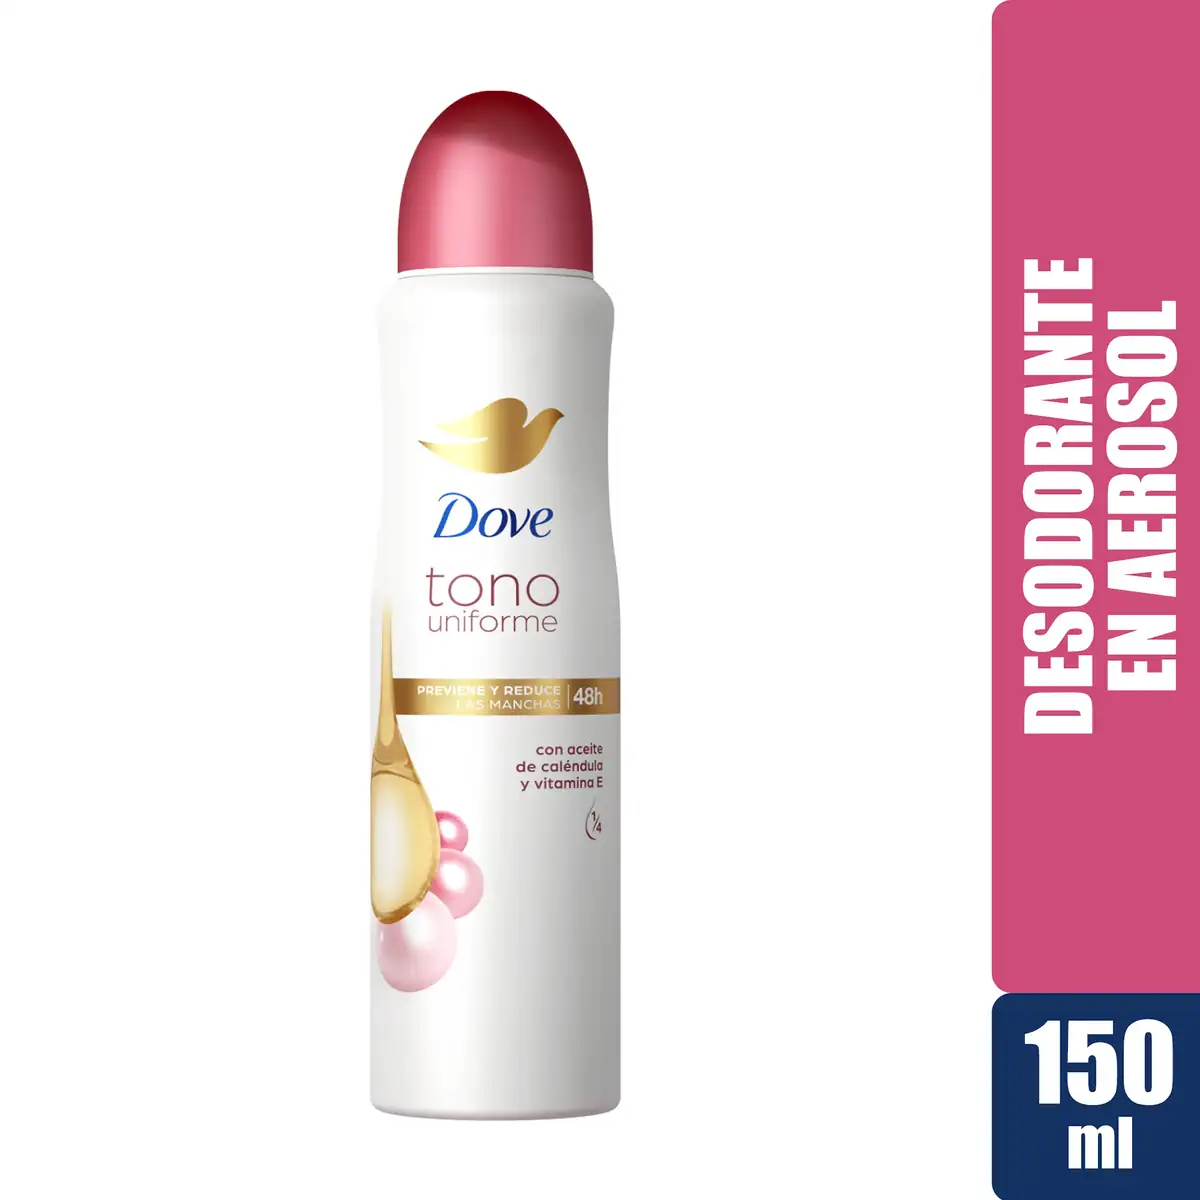 Dove
tono
uniforme
PREVIENE Y REDUCE
LAS MANCHAS
48h
con aceite
de caléndula
y vitamina E
1/4
DESODORANTE
EN AEROSOL
150
ml